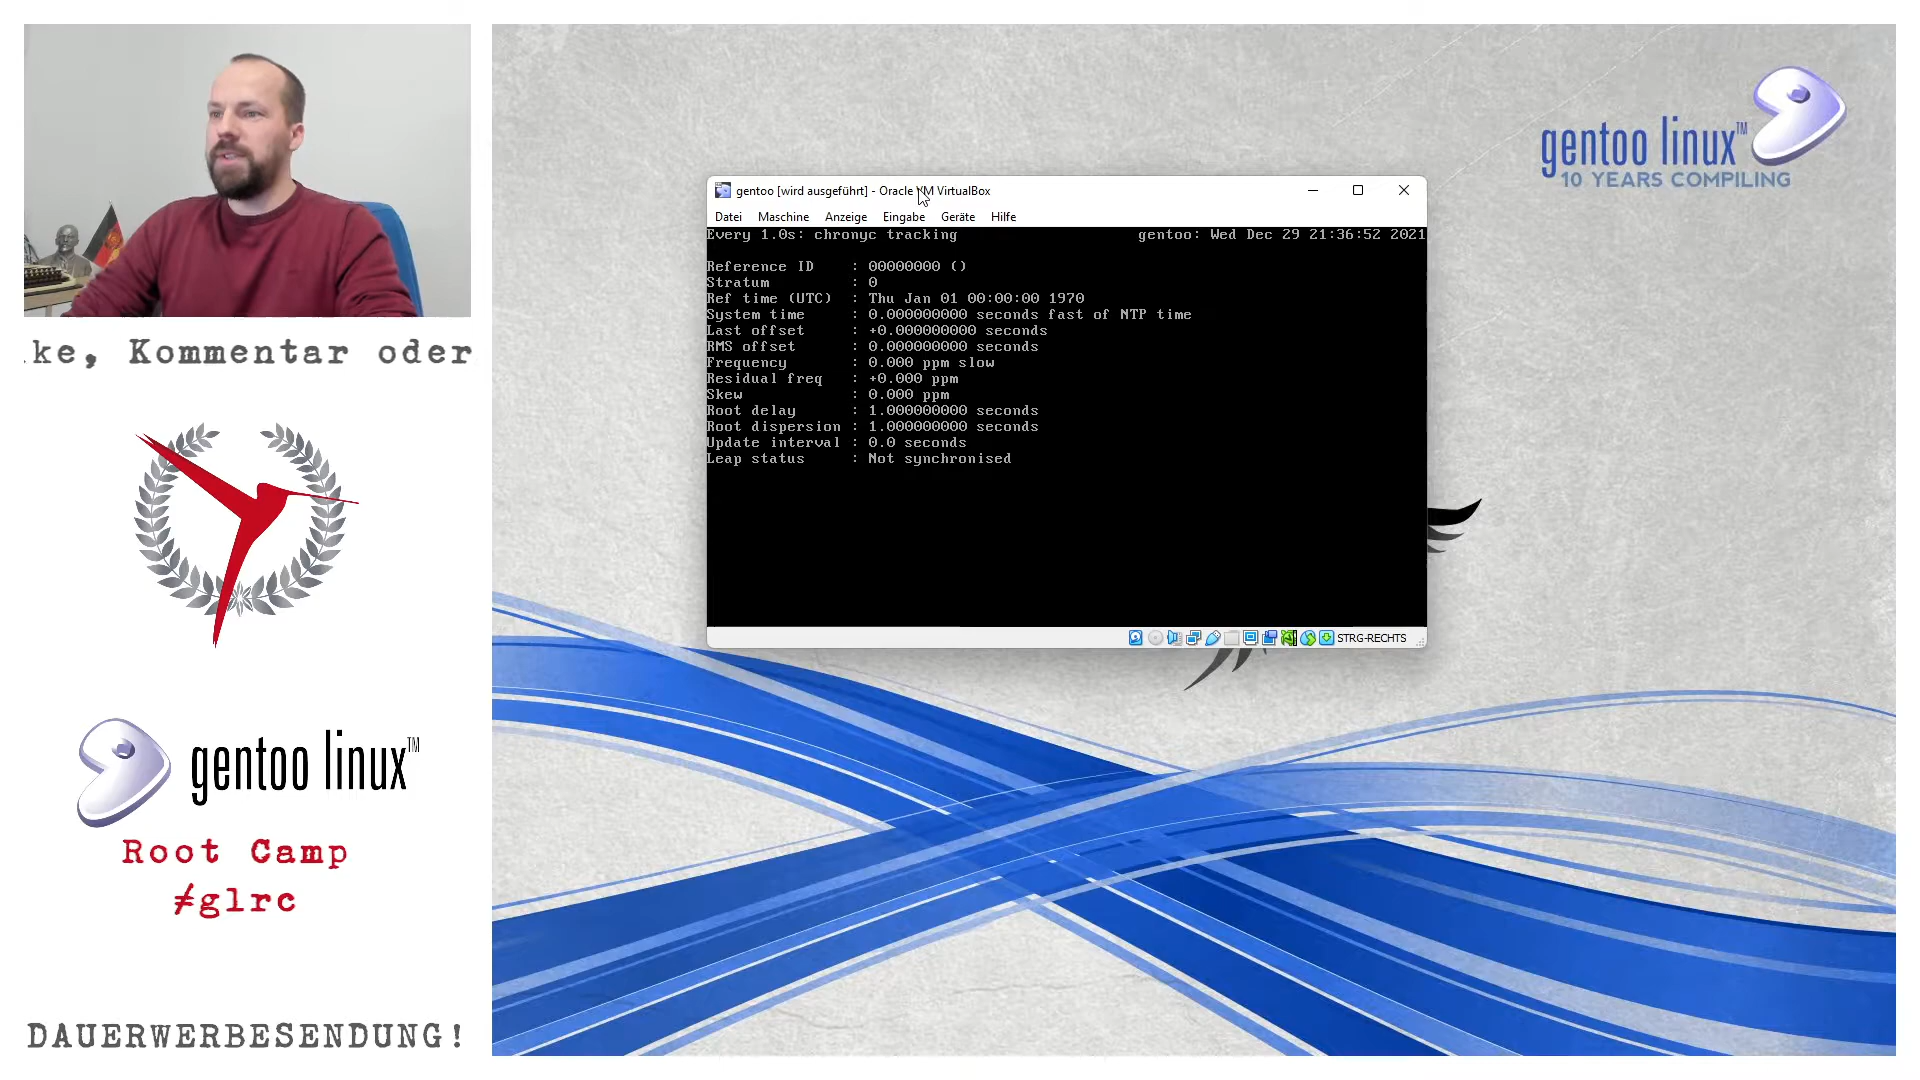 ke, Kommentar oder
gentoo linux™
Root Camp
#glrc
DAUERWERBESENDUNG!
gentoo linux™
10 YEARS COMPILING
gentoo [wird ausgeführt] - Oracle VM VirtualBox
Datei Maschine Anzeige Eingabe Geräte Hilfe
Every 1.0s: chronyc tracking gentoo: Wed Dec 29 21:36:52 2021
Reference ID : 00000000 ()
Stratum : 0
Ref time (UTC) : Thu Jan 01 00:00:00 1970
System time : 0.000000000 seconds fast of NTP time
Last offset : +0.000000000 seconds
RMS offset : 0.000000000 seconds
Frequency : 0.000 ppm slow
Residual freq : +0.000 ppm
Skew : 0.000 ppm
Root delay : 1.000000000 seconds
Root dispersion : 1.000000000 seconds
Update interval : 0.0 seconds
Leap status : Not synchronised
STRG-RECHTS